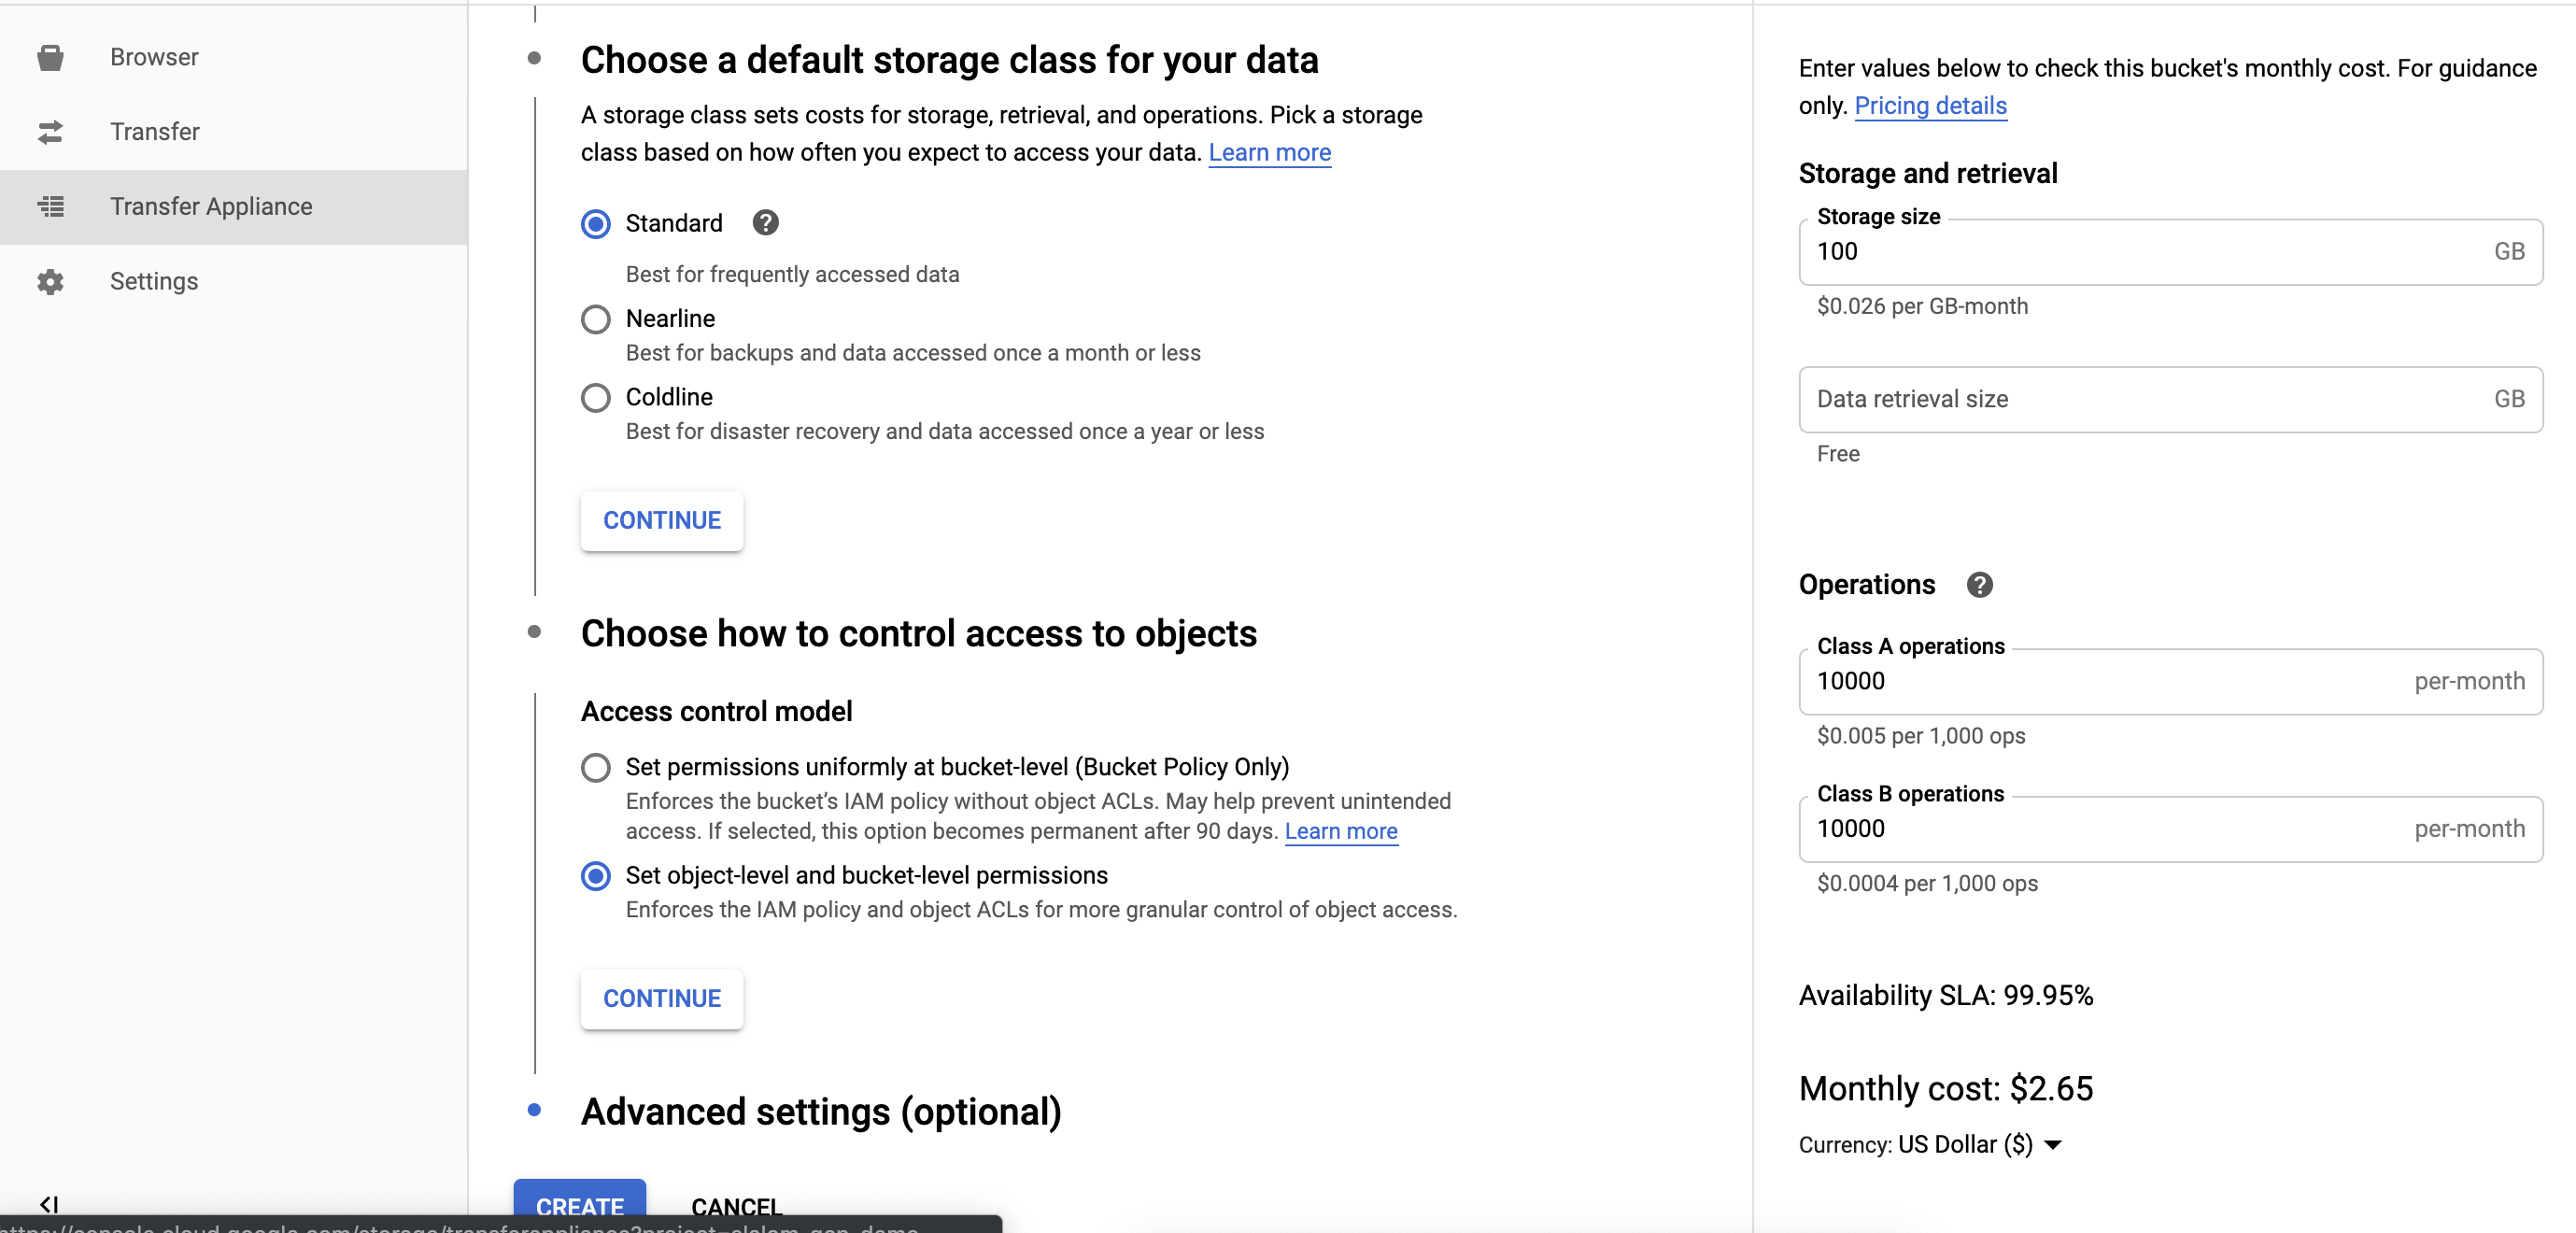 Browser
Transfer
Transfer Appliance
Settings
Choose a default storage class for your data
A storage class sets costs for storage, retrieval, and operations. Pick a storage
class based on how often you expect to access your data. Learn more
Standard
Best for frequently accessed data
Nearline
Best for backups and data accessed once a month or less
Coldline
Best for disaster recovery and data accessed once a year or less
CONTINUE
Choose how to control access to objects
Access control model
Set permissions uniformly at bucket-level (Bucket Policy Only)
Enforces the bucket’s IAM policy without object ACLs. May help prevent unintended
access. If selected, this option becomes permanent after 90 days. Learn more
Set object-level and bucket-level permissions
Enforces the IAM policy and object ACLs for more granular control of object access.
CONTINUE
Advanced settings (optional)
CREATE CANCEL
Enter values below to check this bucket's monthly cost. For guidance
only. Pricing details
Storage and retrieval
Storage size
100 GB
$0.026 per GB-month
Data retrieval size GB
Free
Operations
Class A operations
10000 per-month
$0.005 per 1,000 ops
Class B operations
10000 per-month
$0.0004 per 1,000 ops
Availability SLA: 99.95%
Monthly cost: $2.65
Currency: US Dollar ($)